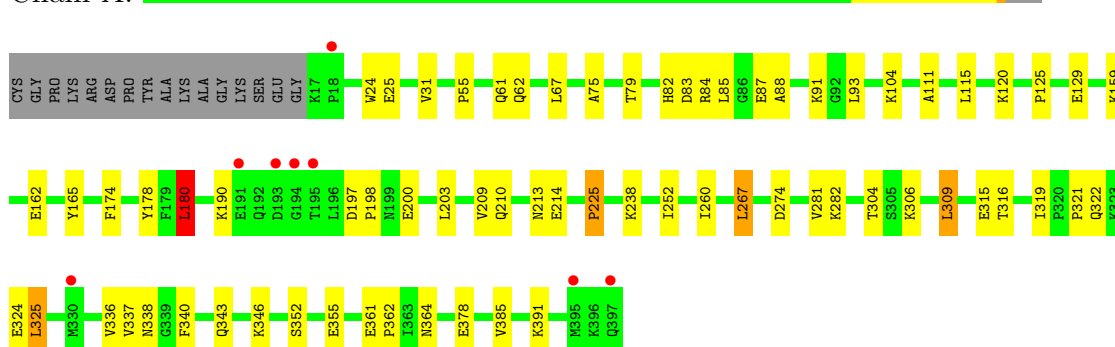 CYS GLY PRO LYS ARG ASP PRO TYR ALA LYS ALA GLY LYS SER GLU GLY K17 P18 W24 E25 V31 P55 Q61 Q62 L67 A75 T79 H82 D83 R84 L85 G86 E87 A88 K91 G92 L93 K104 A111 L115 K120 P125 E129 K159
E162 Y165 F174 Y178 F179 L180 K190 E191 Q192 D193 G194 T195 L196 D197 P198 N199 E200 L203 V209 Q210 N213 E214 P225 K238 I252 I260 L267 D274 V281 K282 T304 S305 K306 L309 E315 T316 I319 P320 P321 Q322 K323
E324 L325 M330 V336 V337 N338 G339 F340 Q343 K346 S352 E355 E361 P362 I363 N364 E378 V385 K391 M395 K396 Q397